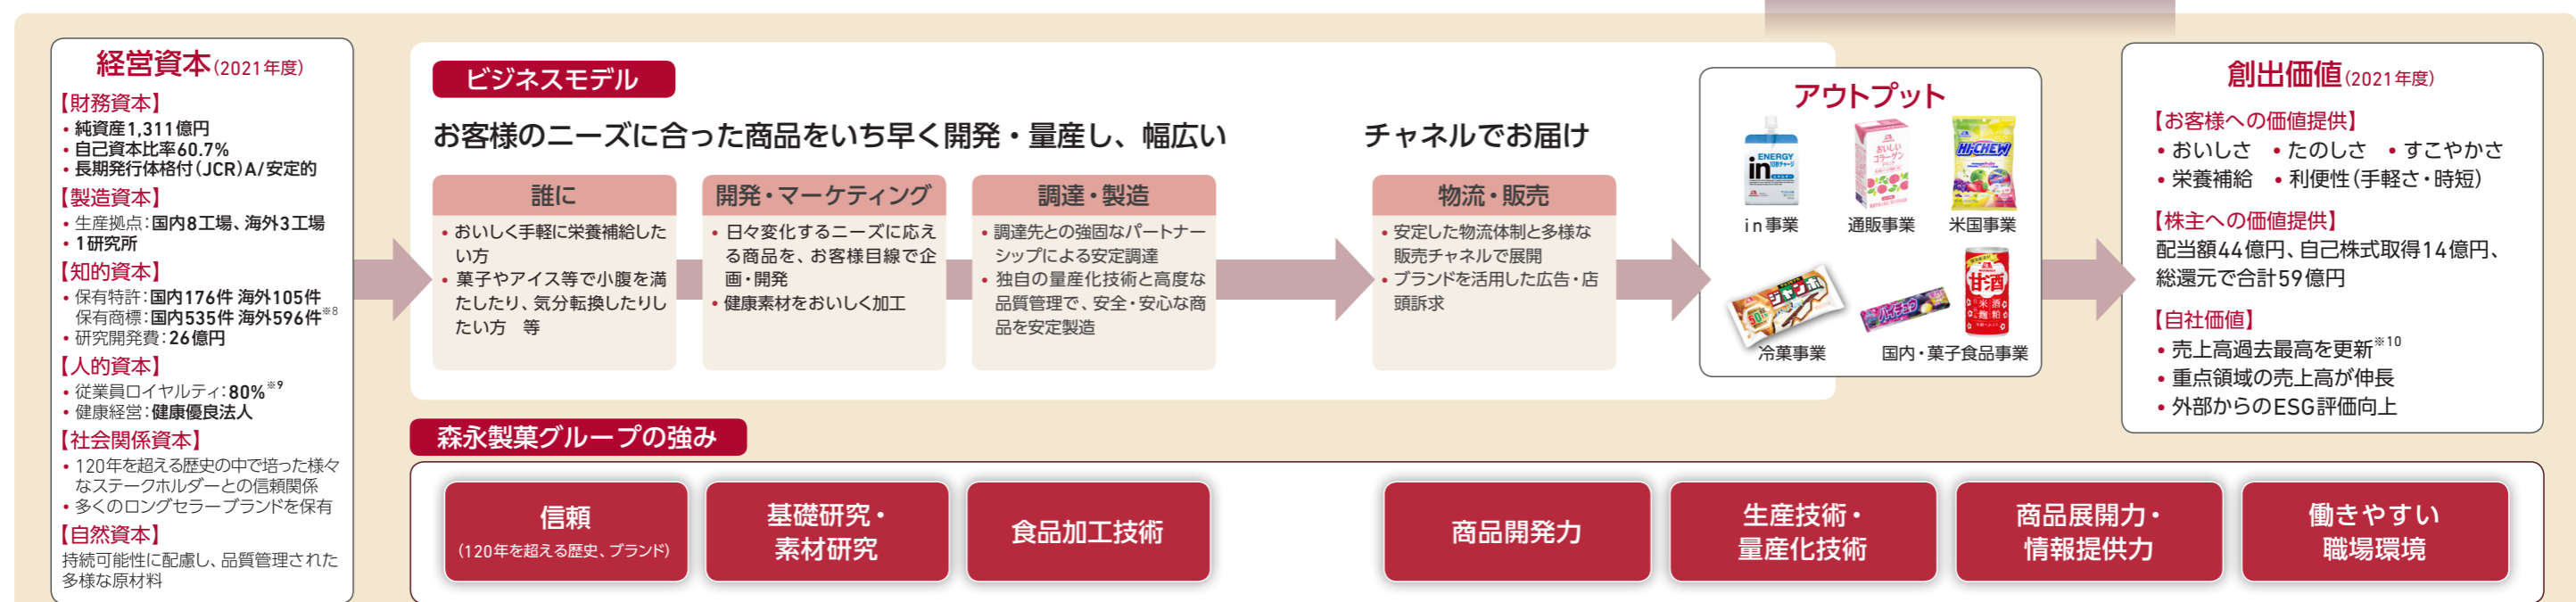 経営資本(2021年度)
【財務資本】
• 純資産1,311億円
• 自己資本比率60.7%
• 長期発行体格付(JCR)A/安定的
【製造資本】
• 生産拠点:国内8工場、海外3工場
• 1研究所
【知的資本】
• 保有特許:国内176件 海外105件
保有商標:国内535件 海外596件※8
• 研究開発費:26億円
【人的資本】
• 従業員ロイヤルティ:80%※9
• 健康経営:健康優良法人
【社会関係資本】
• 120年を超える歴史の中で培った様々
なステークホルダーとの信頼関係
• 多くのロングセラーブランドを保有
【自然資本】
持続可能性に配慮し、品質管理された
多様な原材料
ビジネスモデル
お客様のニーズに合った商品をいち早く開発・量産し、幅広い チャネルでお届け
誰に
• おいしく手軽に栄養補給した
い方
• 菓子やアイス等で小腹を満
たしたり、気分転換したりし
たい方 等
開発・マーケティング
• 日々変化するニーズに応え
る商品を、お客様目線で企
画・開発
• 健康素材をおいしく加工
調達・製造
• 調達先との強固なパートナー
シップによる安定調達
• 独自の量産化技術と高度な
品質管理で、安全・安心な商
品を安定製造
物流・販売
• 安定した物流体制と多様な
販売チャネルで展開
• ブランドを活用した広告・店
頭訴求
アウトプット
ENERGY
in
おいしい
コラーゲン
HI-CHEW
in事業
通販事業
米国事業
ジャンボ
ハイチュウ
甘酒
冷菓事業
国内・菓子食品事業
創出価値(2021年度)
【お客様への価値提供】
• おいしさ • たのしさ • すこやかさ
• 栄養補給 • 利便性(手軽さ・時短)
【株主への価値提供】
配当額44億円、自己株式取得14億円、
総還元で合計59億円
【自社価値】
• 売上高過去最高を更新※10
• 重点領域の売上高が伸長
• 外部からのESG評価向上
森永製菓グループの強み
信頼
(120年を超える歴史、ブランド)
基礎研究・
素材研究
食品加工技術
商品開発力
生産技術・
量産化技術
商品展開力・
情報提供力
働きやすい
職場環境